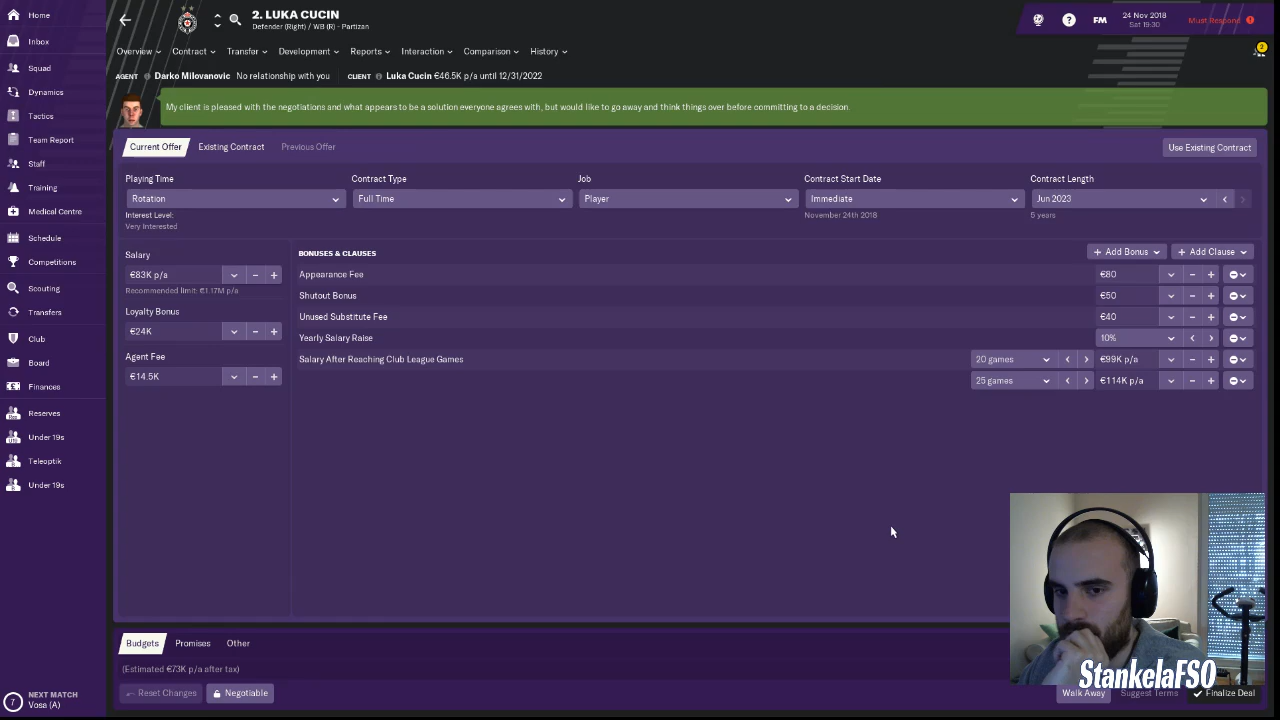 Home
Inbox
Squad
Dynamics
Tactics
Team Report
Staff
Training
Medical Centre
Schedule
Competitions
Scouting
Transfers
Club
Board
Finances
Reserves
Under 19s
Teleoptik
Under 19s
NEXT MATCH
Vosa (A)
2. LUKA CUCIN
Defender (Right) / WB (R) - Partizan
FM
24 Nov 2018
Sat 19:30
Must Respond
2
Overview
Contract
Transfer
Development
Reports
Interaction
Comparison
History
AGENT Darko Milovanovic No relationship with you CLIENT Luka Cucin €46.5K p/a until 12/31/2022
My client is pleased with the negotiations and what appears to be a solution everyone agrees with, but would like to go away and think things over before committing to a decision.
Current Offer
Existing Contract
Previous Offer
Use Existing Contract
Playing Time
Rotation
Interest Level:
Very Interested
Contract Type
Full Time
Job
Player
Contract Start Date
Immediate
November 24th 2018
Contract Length
Jun 2023
5 years
Salary
€83K p/a
Recommended limit: €1.17M p/a
Loyalty Bonus
€24K
Agent Fee
€14.5K
BONUSES & CLAUSES
Add Bonus
Add Clause
Appearance Fee €80
Shutout Bonus €50
Unused Substitute Fee €40
Yearly Salary Raise 10%
Salary After Reaching Club League Games 20 games €99K p/a
25 games €114K p/a
Budgets
Promises
Other
(Estimated €73K p/a after tax)
Reset Changes
Negotiable
Walk Away
Suggest Terms
Finalize Deal
StankelaFSO